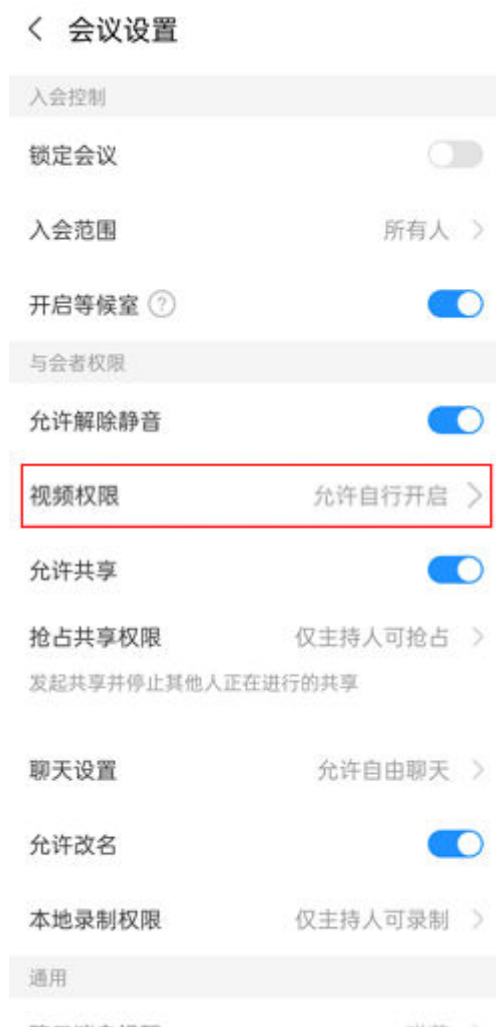 会议设置
入会控制
锁定会议
入会范围 所有人
开启等候室 ?
与会者权限
允许解除静音
视频权限 允许自行开启
允许共享
抢占共享权限 仅主持人可抢占
发起共享并停止其他人正在进行的共享
聊天设置 允许自由聊天
允许改名
本地录制权限 仅主持人可录制
通用